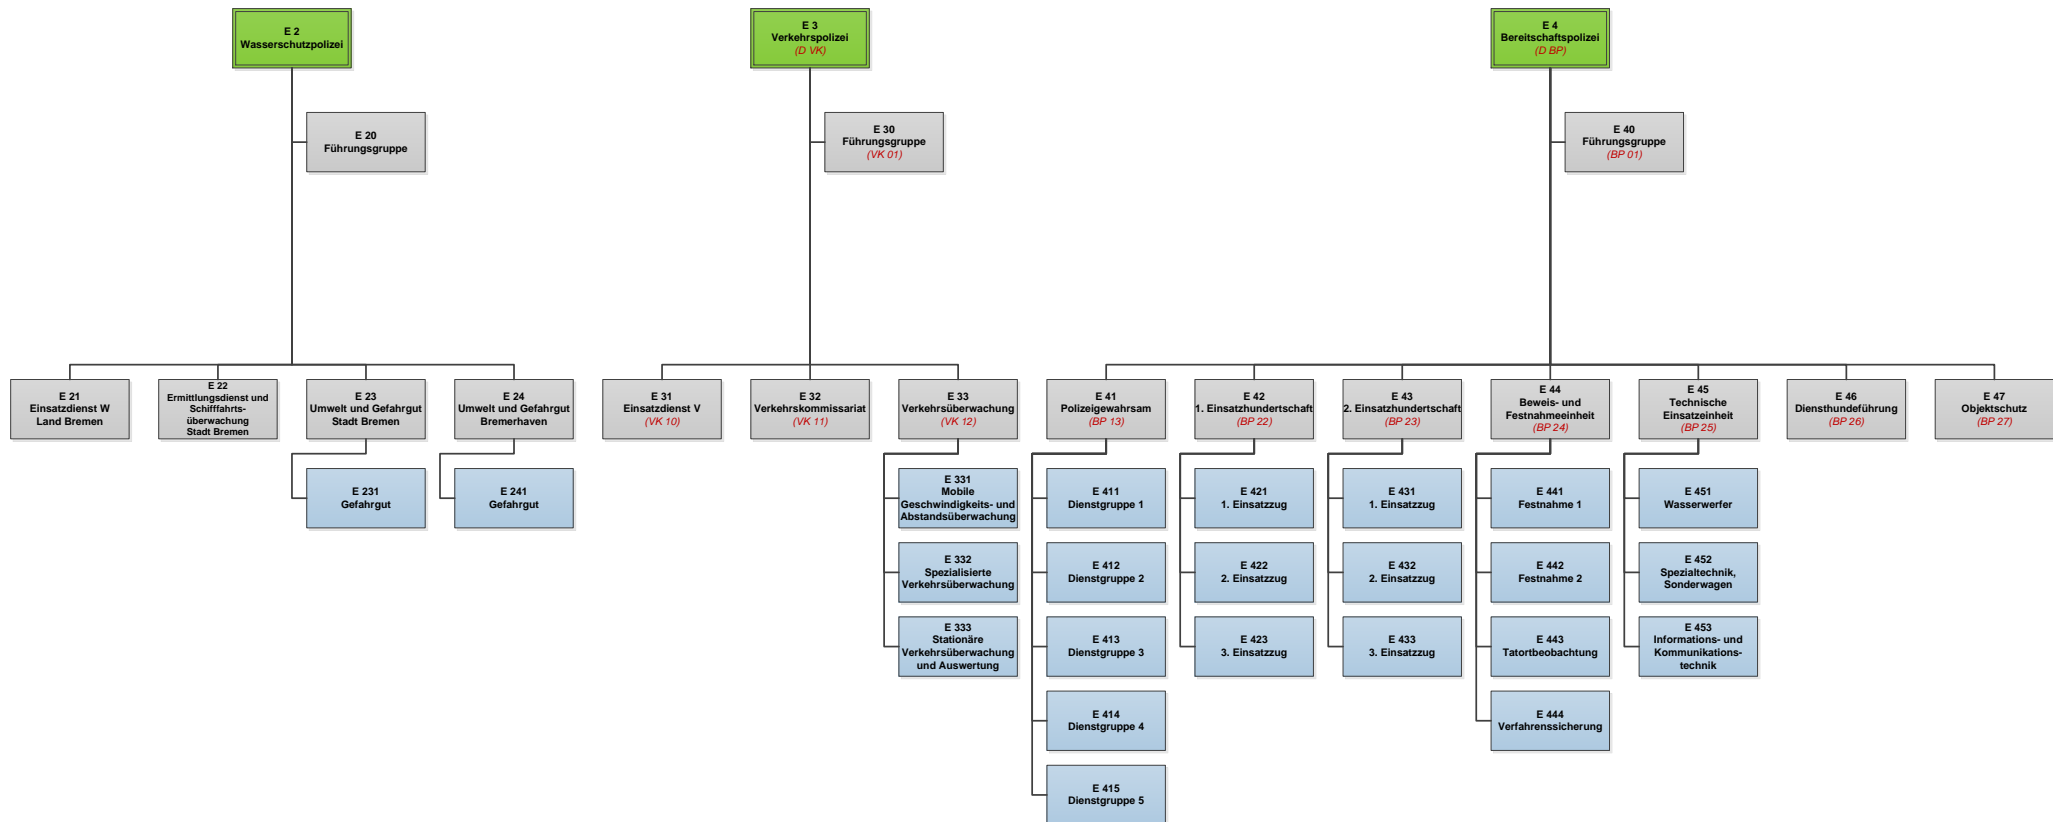 E 2
Wasserschutzpolizei
E 3
Verkehrspolizei
(D VK)
E 4
Bereitschaftspolizei
(D BP)
E 20
Führungsgruppe
E 30
Führungsgruppe
(VK 01)
E 40
Führungsgruppe
(BP 01)
E 21
Einsatzdienst W
Land Bremen
E 22
Ermittlungsdienst und
Schifffahrts-
überwachung
Stadt Bremen
E 23
Umwelt und Gefahrgut
Stadt Bremen
E 24
Umwelt und Gefahrgut
Bremerhaven
E 31
Einsatzdienst V
(VK 10)
E 32
Verkehrskommissariat
(VK 11)
E 33
Verkehrsüberwachung
(VK 12)
E 41
Polizeigewahrsam
(BP 13)
E 42
1. Einsatzhundertschaft
(BP 22)
E 43
2. Einsatzhundertschaft
(BP 23)
E 44
Beweis- und
Festnahmeeinheit
(BP 24)
E 45
Technische
Einsatzeinheit
(BP 25)
E 46
Diensthundeführung
(BP 26)
E 47
Objektschutz
(BP 27)
E 231
Gefahrgut
E 241
Gefahrgut
E 331
Mobile
Geschwindigkeits- und
Abstandsüberwachung
E 411
Dienstgruppe 1
E 421
1. Einsatzzug
E 431
1. Einsatzzug
E 441
Festnahme 1
E 451
Wasserwerfer
E 332
Spezialisierte
Verkehrsüberwachung
E 412
Dienstgruppe 2
E 422
2. Einsatzzug
E 432
2. Einsatzzug
E 442
Festnahme 2
E 452
Spezialtechnik,
Sonderwagen
E 333
Stationäre
Verkehrsüberwachung
und Auswertung
E 413
Dienstgruppe 3
E 423
3. Einsatzzug
E 433
3. Einsatzzug
E 443
Tatortbeobachtung
E 453
Informations- und
Kommunikations-
technik
E 414
Dienstgruppe 4
E 444
Verfahrenssicherung
E 415
Dienstgruppe 5